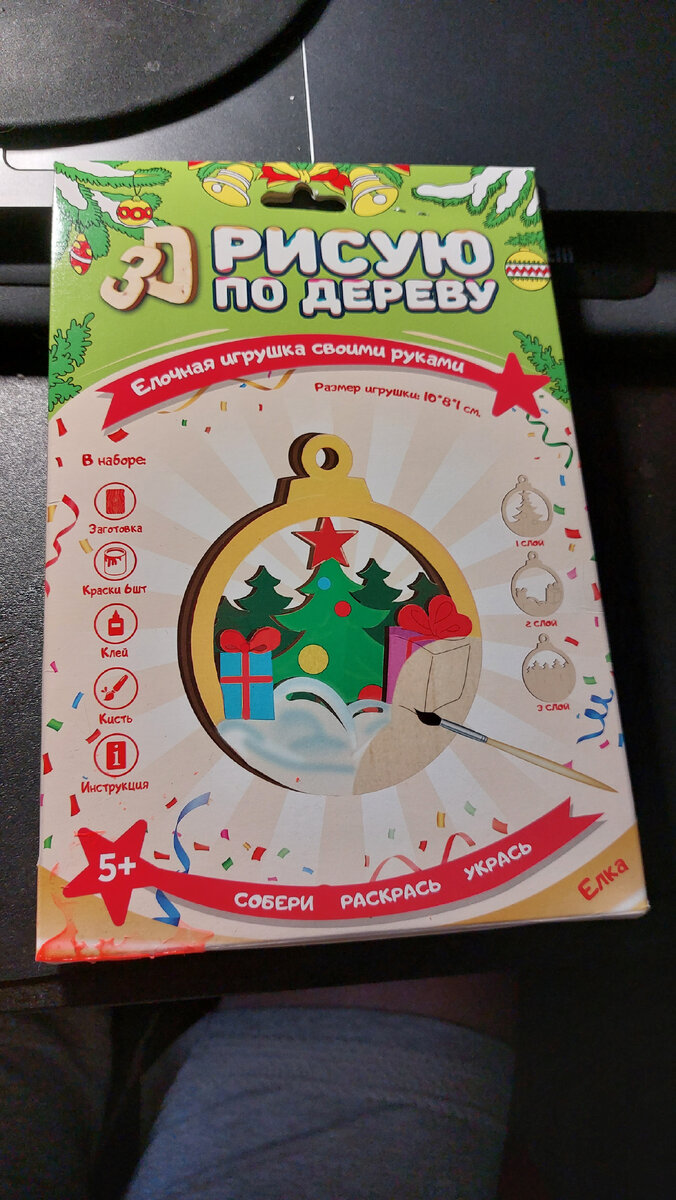 3D РИСУЮ
ПО ДЕРЕВУ
Елочная игрушка своими руками
Размер игрушки: 10*8*1 см.
В наборе:
Заготовка
Краски 6шт
Клей
Кисть
Инструкция
1 слой
2 слой
3 слой
5+
СОБЕРИ РАСКРАСЬ УКРАСЬ
Елка